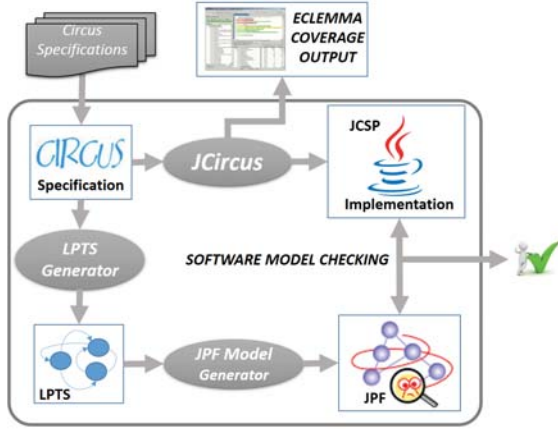 Circus
Specifications
ECLEMMA
COVERAGE
OUTPUT
CIRCUS
Specification
JCircus
JCSP
Implementation
LPTS
Generator
SOFTWARE MODEL CHECKING
LPTS
JPF Model
Generator
JPF